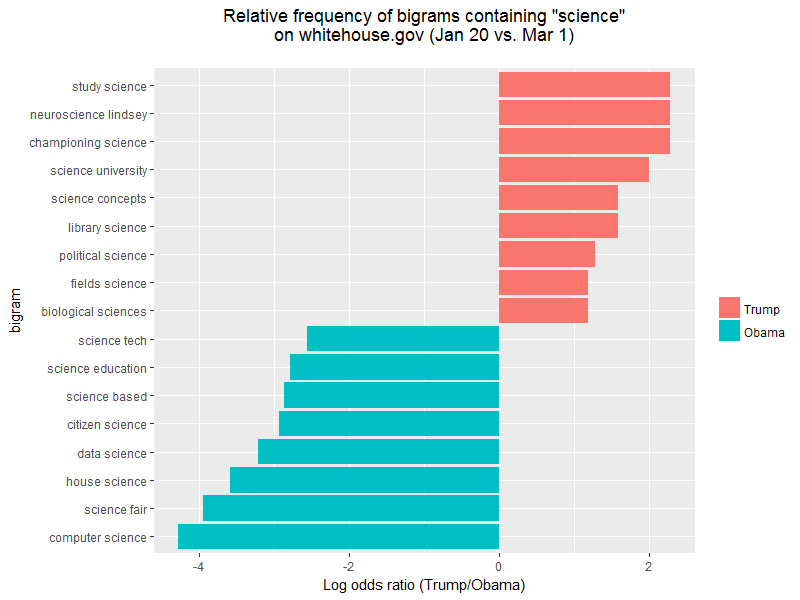 Relative frequency of bigrams containing "science"
on whitehouse.gov (Jan 20 vs. Mar 1)
bigram
study science
neuroscience lindsey
championing science
science university
science concepts
library science
political science
fields science
biological sciences
science tech
science education
science based
citizen science
data science
house science
science fair
computer science
-4
-2
0
2
Log odds ratio (Trump/Obama)
Trump
Obama